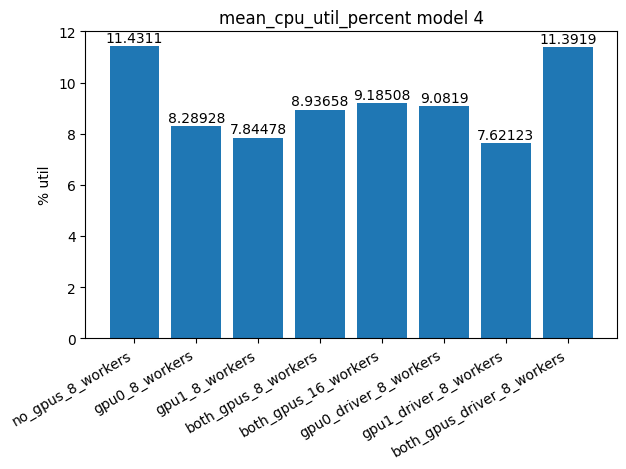 mean_cpu_util_percent model 4
12
10
8
6
4
2
0
% util
11.4311
8.28928
7.84478
8.93658
9.18508
9.0819
7.62123
11.3919
no_gpus_8_workers
gpu0_8_workers
gpu1_8_workers
both_gpus_8_workers
both_gpus_16_workers
gpu0_driver_8_workers
gpu1_driver_8_workers
both_gpus_driver_8_workers